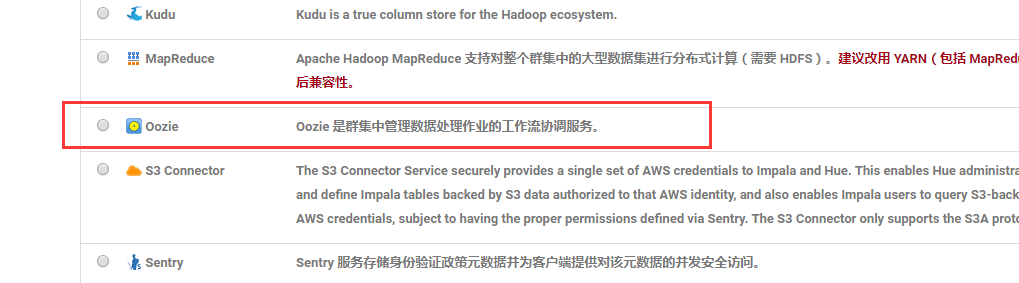 Kudu
Kudu is a true column store for the Hadoop ecosystem.
MapReduce
Apache Hadoop MapReduce 支持对整个群集中的大型数据集进行分布式计算（需要 HDFS）。建议改用 YARN（包括 MapRedu
后兼容性。
Oozie
Oozie 是群集中管理数据处理作业的工作流协调服务。
S3 Connector
The S3 Connector Service securely provides a single set of AWS credentials to Impala and Hue. This enables Hue administra
and define Impala tables backed by S3 data authorized to that AWS identity, and also enables Impala users to query S3-back
AWS credentials, subject to having the proper permissions defined via Sentry. The S3 Connector only supports the S3A proto
Sentry
Sentry 服务存储身份验证政策元数据并为客户端提供对该元数据的并发安全访问。